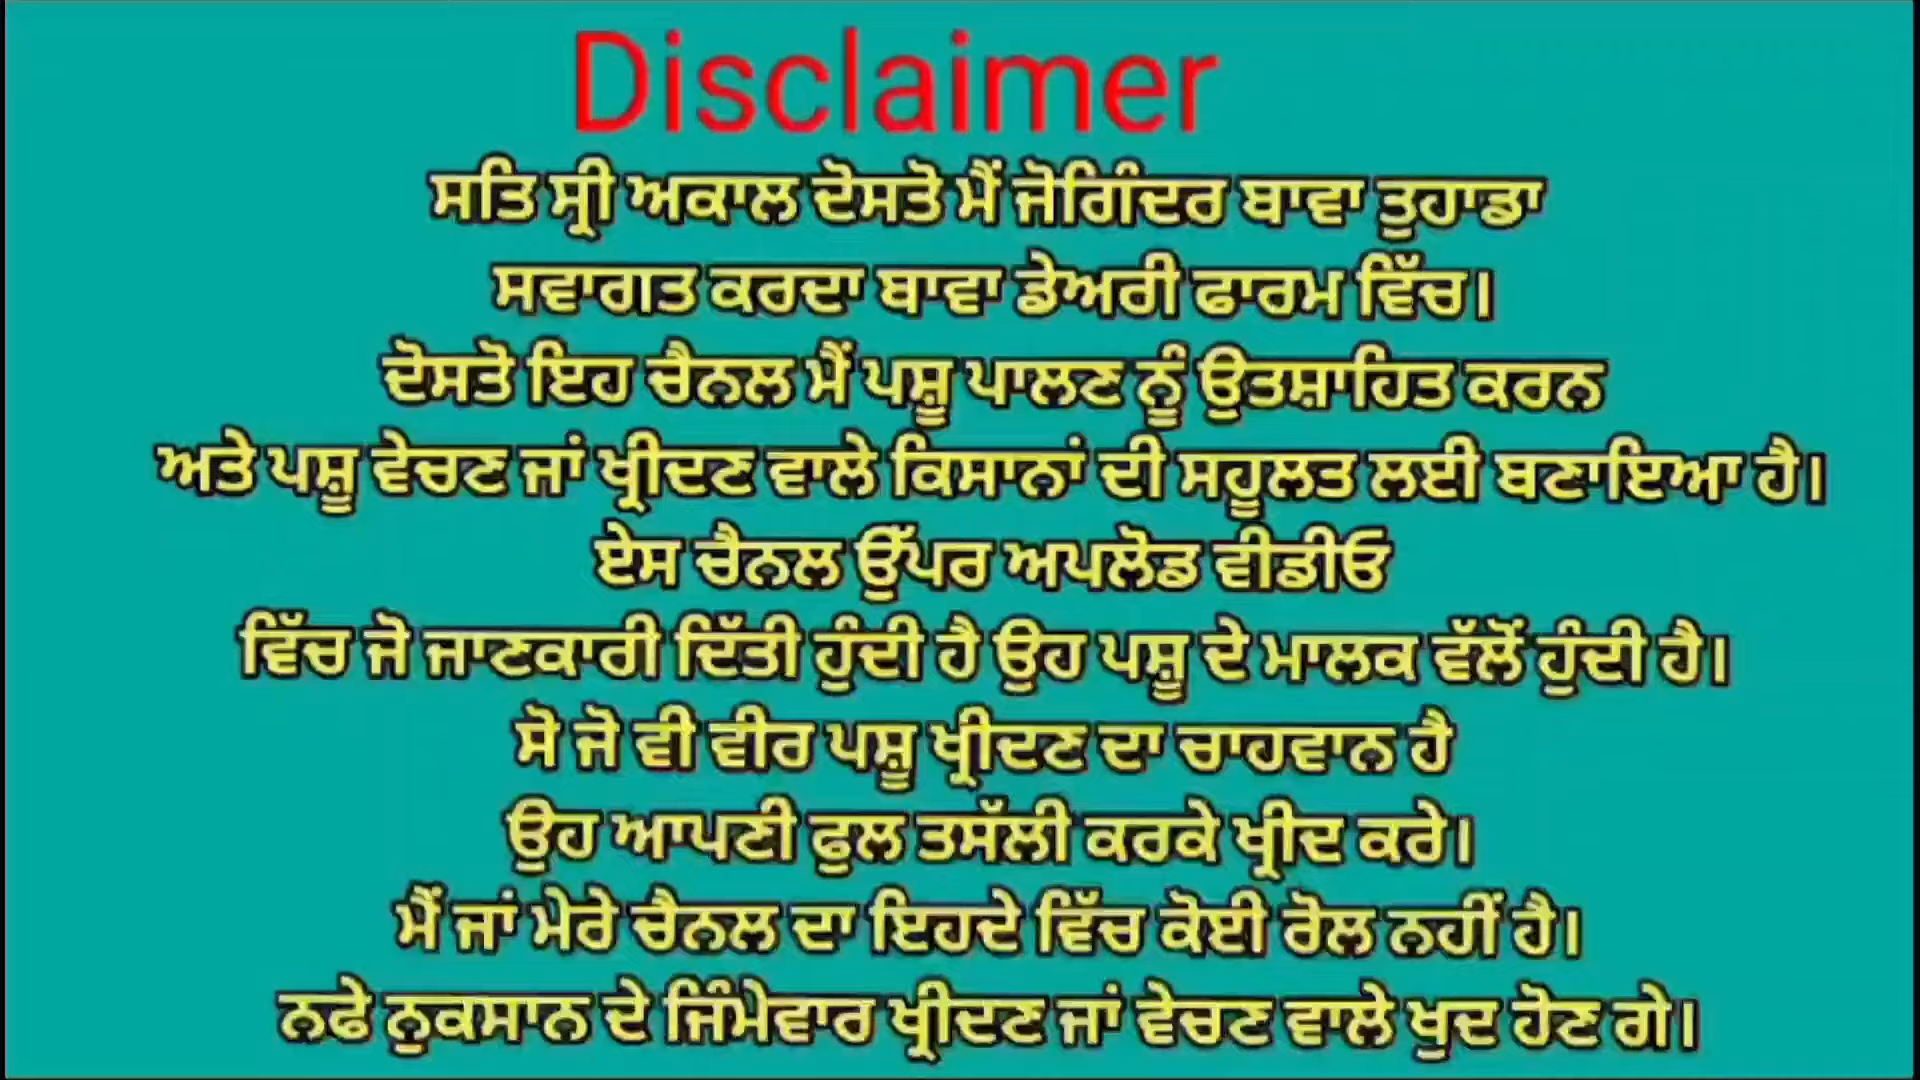 Disclaimer
ਸਤਿ ਸ੍ਰੀ ਅਕਾਲ ਦੋਸਤੋ ਮੈਂ ਜੋਗਿੰਦਰ ਬਾਵਾ ਤੁਹਾਡਾ
ਸਵਾਗਤ ਕਰਦਾ ਬਾਵਾ ਡੇਅਰੀ ਫਾਰਮ ਵਿੱਚ।
ਦੋਸਤੋ ਇਹ ਚੈਨਲ ਮੈਂ ਪਸ਼ੂ ਪਾਲਣ ਨੂੰ ਉਤਸ਼ਾਹਿਤ ਕਰਨ
ਅਤੇ ਪਸ਼ੂ ਵੇਚਣ ਜਾਂ ਖ੍ਰੀਦਣ ਵਾਲੇ ਕਿਸਾਨਾਂ ਦੀ ਸਹੂਲਤ ਲਈ ਬਣਾਇਆ ਹੈ।
ਏਸ ਚੈਨਲ ਉੱਪਰ ਅਪਲੋਡ ਵੀਡੀਓ
ਵਿੱਚ ਜੋ ਜਾਣਕਾਰੀ ਦਿੱਤੀ ਹੁੰਦੀ ਹੈ ਉਹ ਪਸ਼ੂ ਦੇ ਮਾਲਕ ਵੱਲੋਂ ਹੁੰਦੀ ਹੈ।
ਸੋ ਜੋ ਵੀ ਵੀਰ ਪਸ਼ੂ ਖ੍ਰੀਦਣ ਦਾ ਚਾਹਵਾਨ ਹੈ
ਉਹ ਆਪਣੀ ਫੁਲ ਤਸੱਲੀ ਕਰਕੇ ਖ੍ਰੀਦ ਕਰੇ।
ਮੈਂ ਜਾਂ ਮੇਰੇ ਚੈਨਲ ਦਾ ਇਹਦੇ ਵਿੱਚ ਕੋਈ ਰੋਲ ਨਹੀਂ ਹੈ।
ਨਫੇ ਨੁਕਸਾਨ ਦੇ ਜਿੰਮੇਵਾਰ ਖ੍ਰੀਦਣ ਜਾਂ ਵੇਚਣ ਵਾਲੇ ਖੁਦ ਹੋਣ ਗੇ।